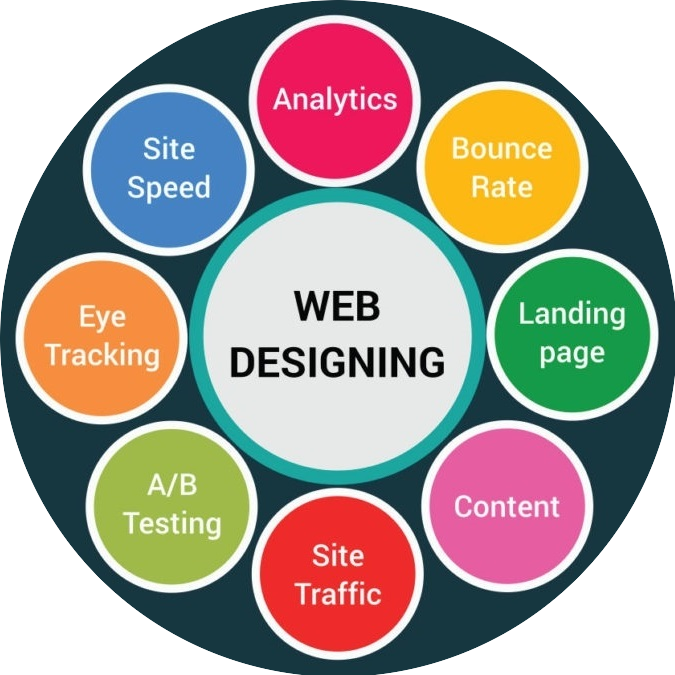 Analytics
Site
Speed
Bounce
Rate
Eye
Tracking
WEB
DESIGNING
Landing
page
A/B
Testing
Content
Site
Traffic